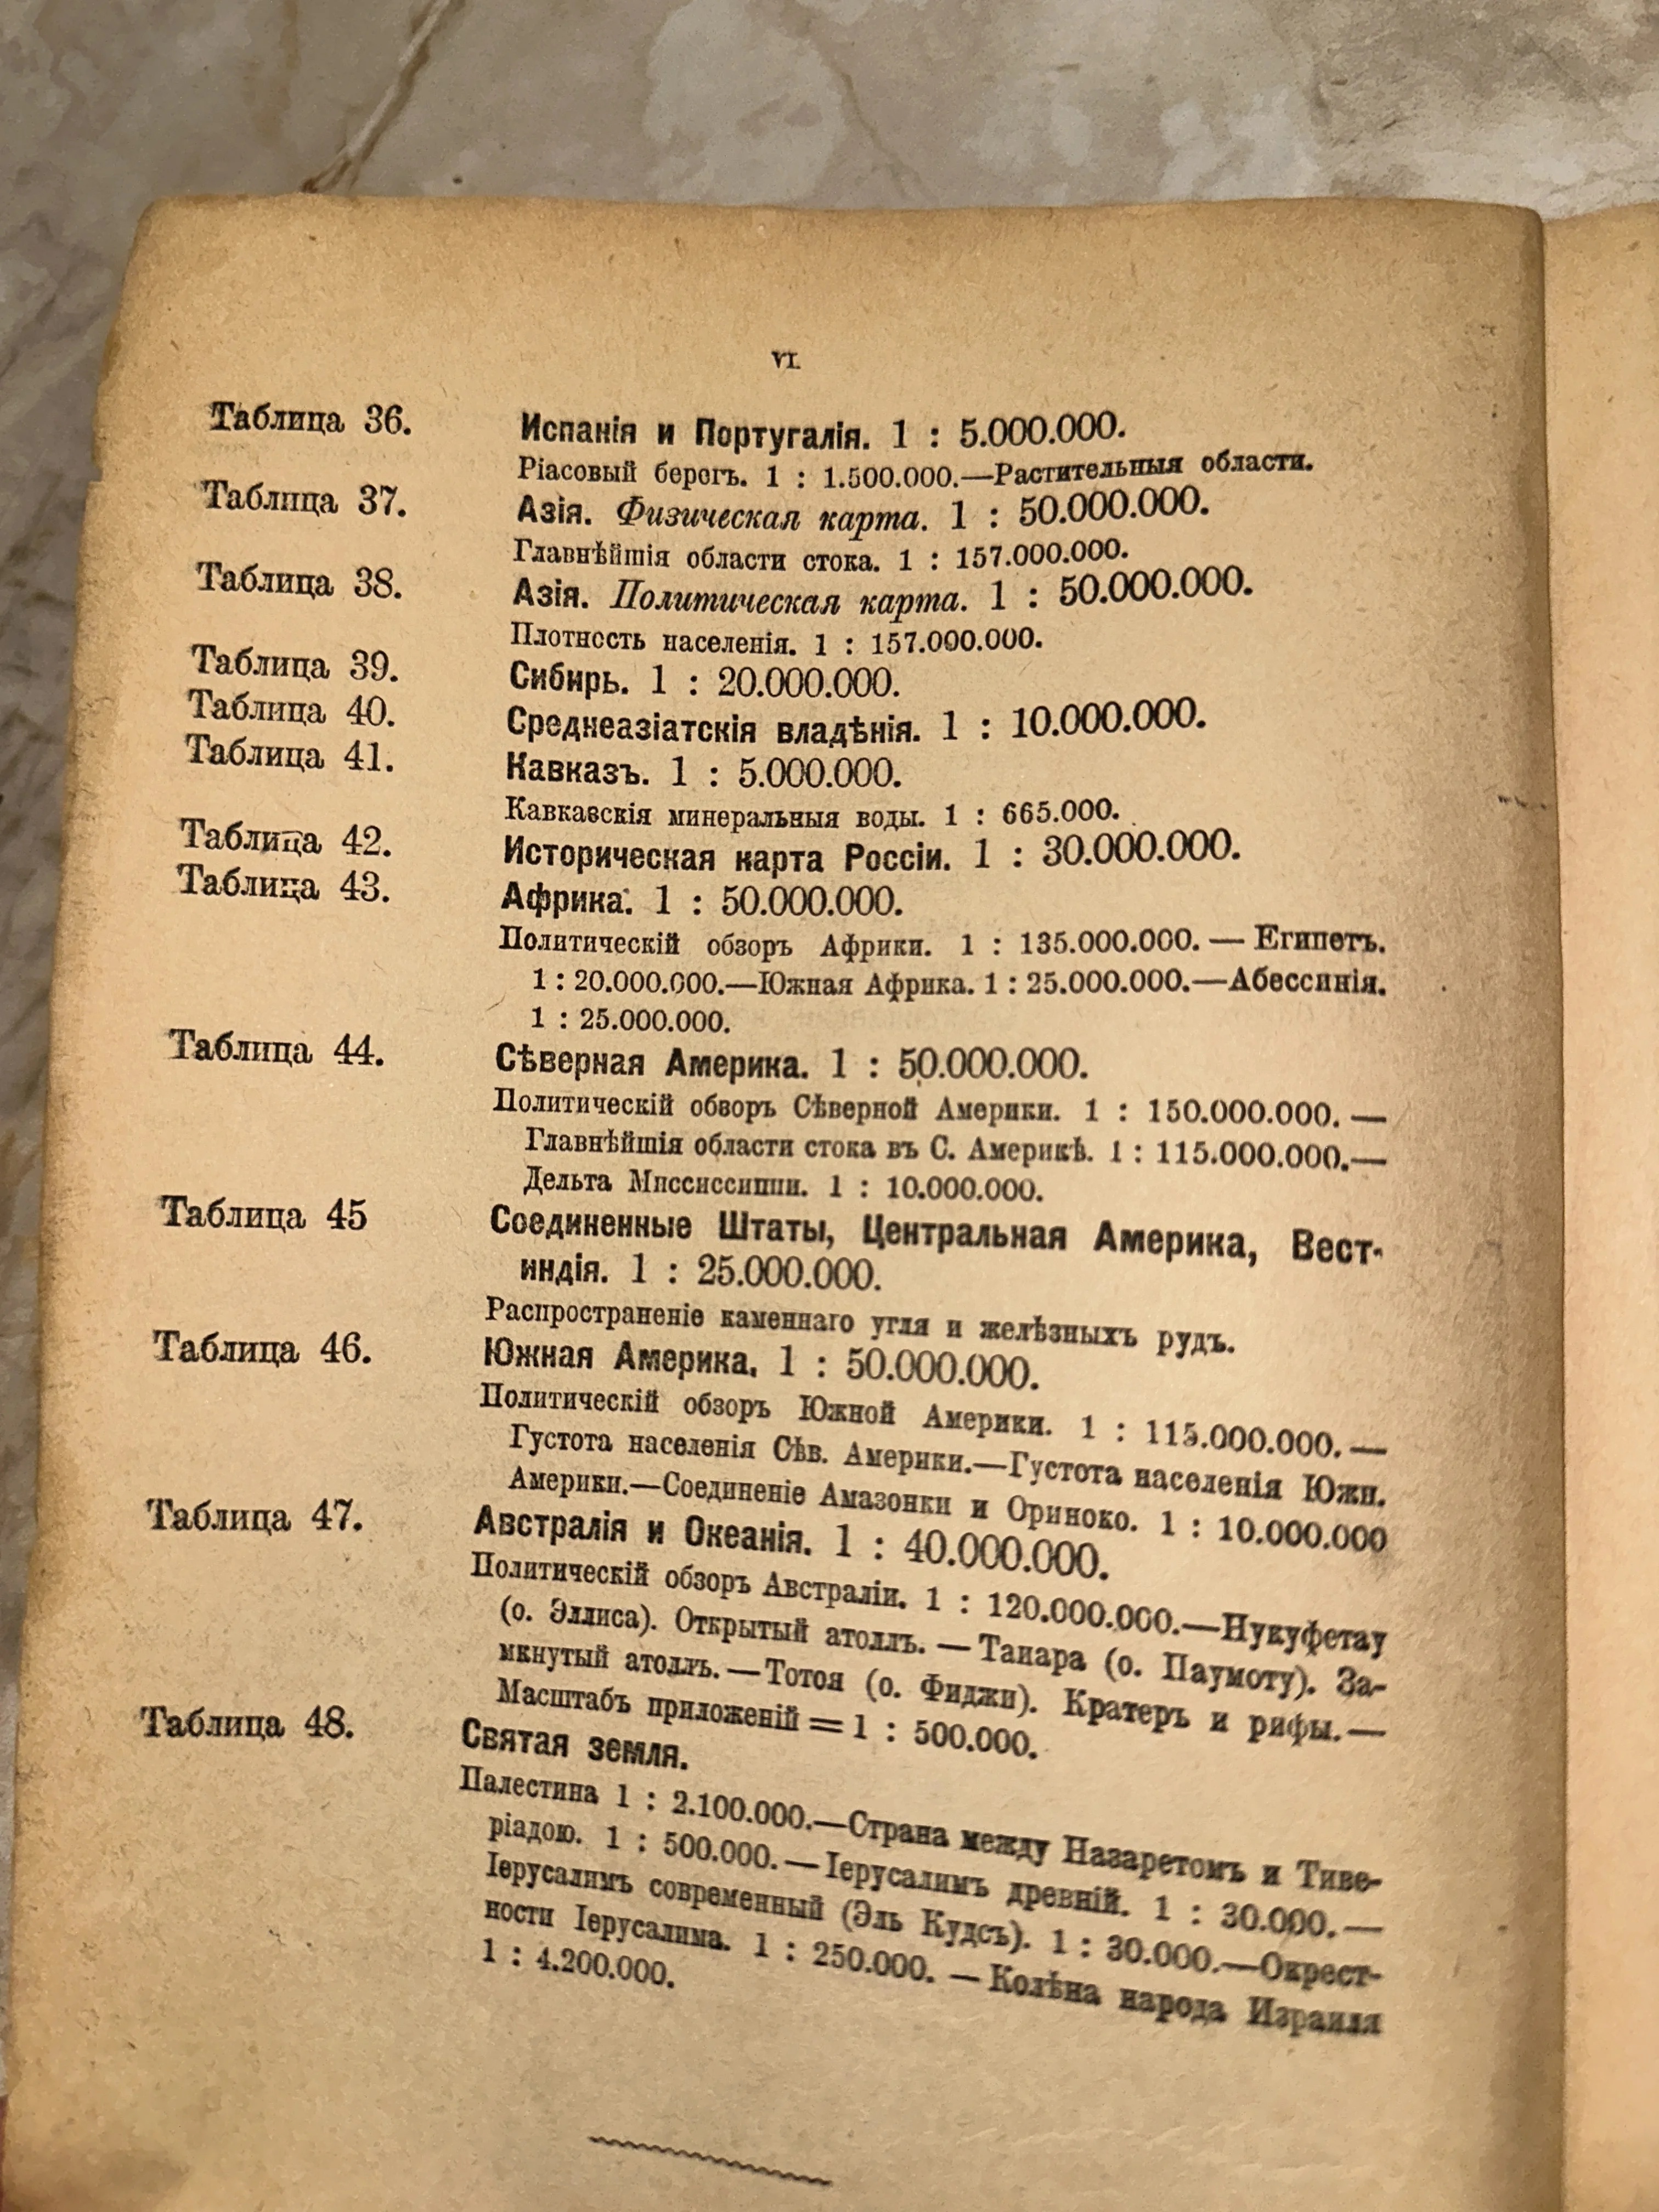 VI.
Таблица 36. Испанія и Португалія. 1 : 5.000.000.
Ріасовый берегъ. 1 : 1.500.000.—Растительныя области.
Таблица 37. Азія. Физическая карта. 1 : 50.000.000.
Главнѣйшія области стока. 1 : 157.000.000.
Таблица 38. Азія. Политическая карта. 1 : 50.000.000.
Плотность населенія. 1 : 157.000.000.
Таблица 39. Сибирь. 1 : 20.000.000.
Таблица 40. Среднеазіатскія владѣнія. 1 : 10.000.000.
Таблица 41. Кавказъ. 1 : 5.000.000.
Кавказскія минеральныя воды. 1 : 665.000.
Таблица 42. Историческая карта Россіи. 1 : 30.000.000.
Таблица 43. Африка. 1 : 50.000.000.
Политическій обзоръ Африки. 1 : 135.000.000. — Египетъ.
1 : 20.000.000.—Южная Африка. 1 : 25.000.000.—Абессинія.
1 : 25.000.000.
Таблица 44. Сѣверная Америка. 1 : 50.000.000.
Политическій обзоръ Сѣверной Америки. 1 : 150.000.000. —
Главнѣйшія области стока въ С. Америкѣ. 1 : 115.000.000.—
Дельта Миссиссиппи. 1 : 10.000.000.
Таблица 45 Соединенные Штаты, Центральная Америка, Вест-
индія. 1 : 25.000.000.
Распространеніе каменнаго угля и желѣзныхъ рудъ.
Таблица 46. Южная Америка. 1 : 50.000.000.
Политическій обзоръ Южной Америки. 1 : 115.000.000. —
Густота населенія Сѣв. Америки.—Густота населенія Южн.
Америки.—Соединеніе Амазонки и Ориноко. 1 : 10.000.000
Таблица 47. Австралія и Океанія. 1 : 40.000.000.
Политическій обзоръ Австраліи. 1 : 120.000.000.—Нукуфетау
(о. Эллиса). Открытый атоллъ. — Танара (о. Паумоту). За-
мкнутый атоллъ. — Тотоя (о. Фиджи). Кратеръ и рифы. —
Масштабъ приложеній = 1 : 500.000.
Таблица 48. Святая земля.
Палестина 1 : 2.100.000.—Страна между Назаретомъ и Тиве-
ріадою. 1 : 500.000. — Іерусалимъ древній. 1 : 30.000. —
Іерусалимъ современный (Эль Кудсъ). 1 : 30.000.—Окрест-
ности Іерусалима. 1 : 250.000. — Колѣна народа Израиля
1 : 4.200.000.